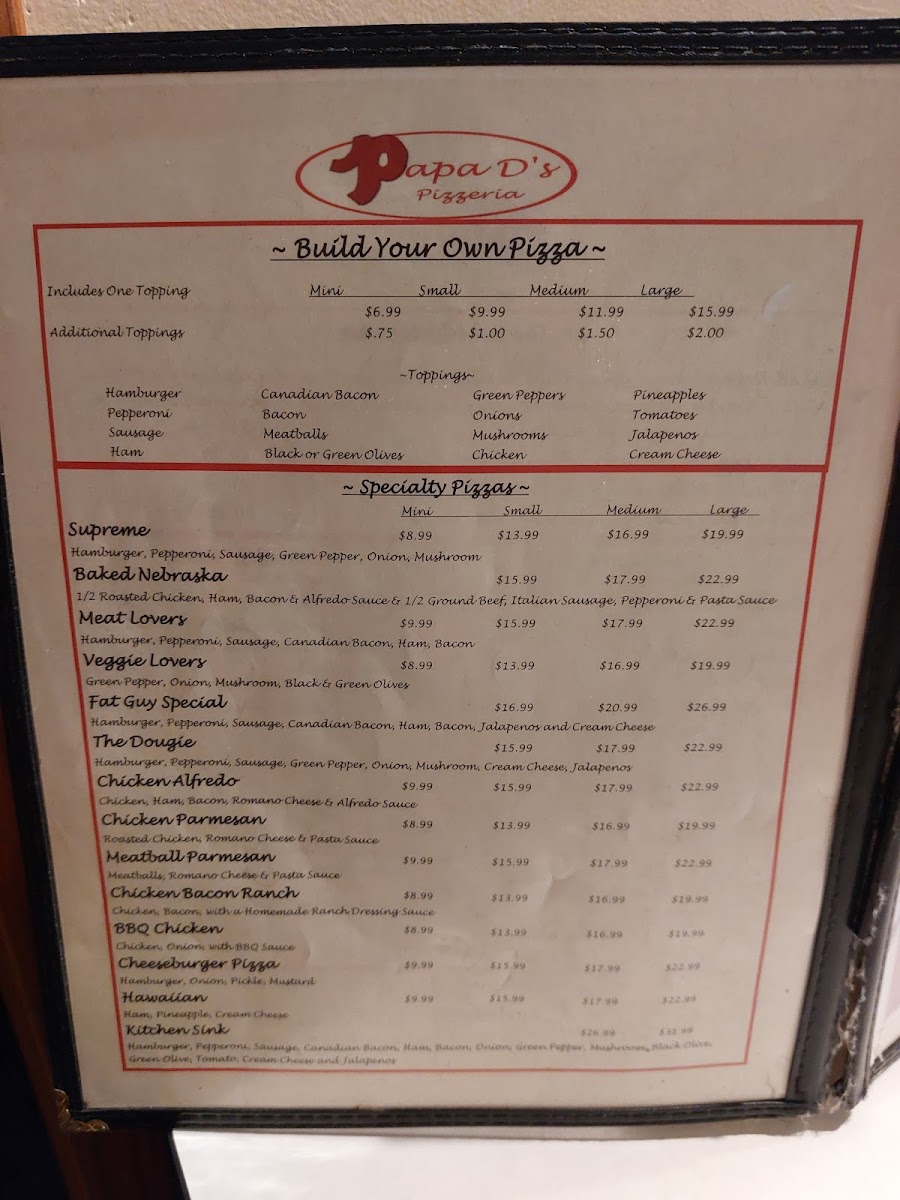 Papa D's
Pizzeria
~ Build Your Own Pizza ~
Includes One Topping Mini Small Medium Large
$6.99 $9.99 $11.99 $15.99
Additional Toppings $.75 $1.00 $1.50 $2.00
~Toppings~
Hamburger Canadian Bacon Green Peppers Pineapples
Pepperoni Bacon Onions Tomatoes
Sausage Meatballs Mushrooms Jalapenos
Ham Black or Green Olives Chicken Cream Cheese
~ Specialty Pizzas ~
Mini Small Medium Large
Supreme $8.99 $13.99 $16.99 $19.99
Hamburger, Pepperoni, Sausage, Green Pepper, Onion, Mushroom
Baked Nebraska $15.99 $17.99 $22.99
1/2 Roasted Chicken, Ham, Bacon & Alfredo Sauce & 1/2 Ground Beef, Italian Sausage, Pepperoni & Pasta Sauce
Meat Lovers $9.99 $15.99 $17.99 $22.99
Hamburger, Pepperoni, Sausage, Canadian Bacon, Ham, Bacon
Veggie Lovers $8.99 $13.99 $16.99 $19.99
Green Pepper, Onion, Mushroom, Black & Green Olives
Fat Guy Special $16.99 $20.99 $26.99
Hamburger, Pepperoni, Sausage, Canadian Bacon, Ham, Bacon, Jalapenos and Cream Cheese
The Dougie $15.99 $17.99 $22.99
Hamburger, Pepperoni, Sausage, Green Pepper, Onion, Mushroom, Cream Cheese, Jalapenos
Chicken Alfredo $9.99 $15.99 $17.99 $22.99
Chicken, Ham, Bacon, Romano Cheese & Alfredo Sauce
Chicken Parmesan $8.99 $13.99 $16.99 $19.99
Roasted Chicken, Romano Cheese & Pasta Sauce
Meatball Parmesan $9.99 $15.99 $17.99 $22.99
Meatballs, Romano Cheese & Pasta Sauce
Chicken Bacon Ranch $8.99 $13.99 $16.99 $19.99
Chicken, Bacon, with a Homemade Ranch Dressing Sauce
BBQ Chicken $8.99 $13.99 $16.99 $19.99
Chicken, Onion, with BBQ Sauce
Cheeseburger Pizza $9.99 $15.99 $17.99 $22.99
Hamburger, Onion, Pickle, Mustard
Hawaiian $9.99 $15.99 $17.99 $22.99
Ham, Pineapple, Cream Cheese
Kitchen Sink $26.99
Hamburger, Pepperoni, Sausage, Canadian Bacon, Ham, Bacon, Onion, Green Pepper, Mushroom, Black Olive,
Green Olive, Tomato, Cream Cheese and Jalapenos